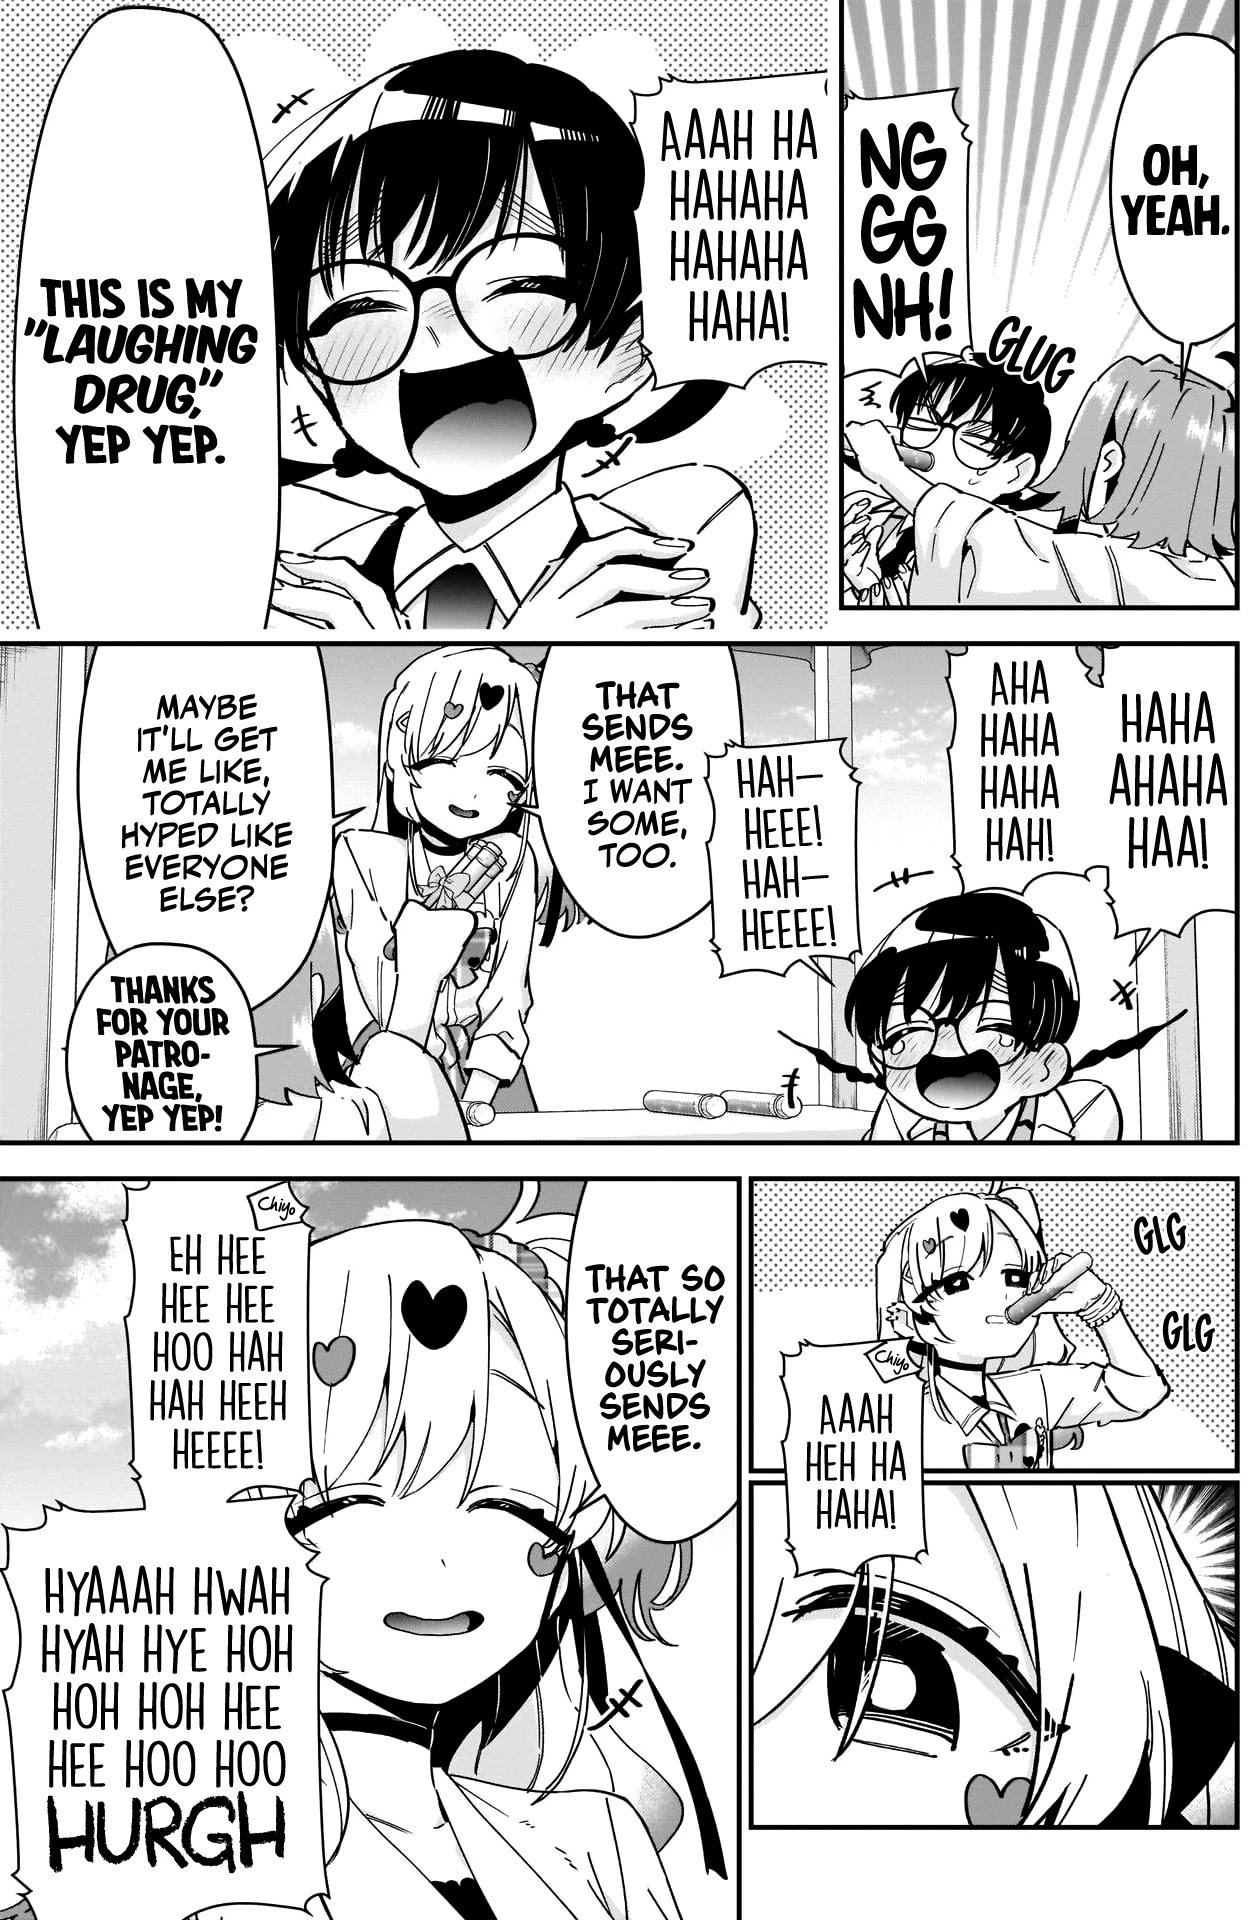 OH,
YEAH.
NG
GG
NH!
GLUG
AAAH HA
HAHAHA
HAHAHA
HAHA!
THIS IS MY
"LAUGHING
DRUG,"
YEP YEP.
HAHA
AHAHA
HAA!
AHA
HAHA
HAHA
HAH!
HAH—
HEEE!
HAH—
HEEEE!
THAT
SENDS
MEEE.
I WANT
SOME,
TOO.
MAYBE
IT'LL GET
ME LIKE,
TOTALLY
HYPED LIKE
EVERYONE
ELSE?
THANKS
FOR YOUR
PATRO-
NAGE,
YEP YEP!
GLG
GLG
Chiyo
AAAH
HEH HA
HAHA!
THAT SO
TOTALLY
SERI-
OUSLY
SENDS
MEEE.
Chiyo
EH HEE
HEE HEE
HOO HAH
HAH HEEH
HEEEE!
HYAAAH HWAH
HYAH HYE HOH
HOH HOH HEE
HEE HOO HOO
HURGH